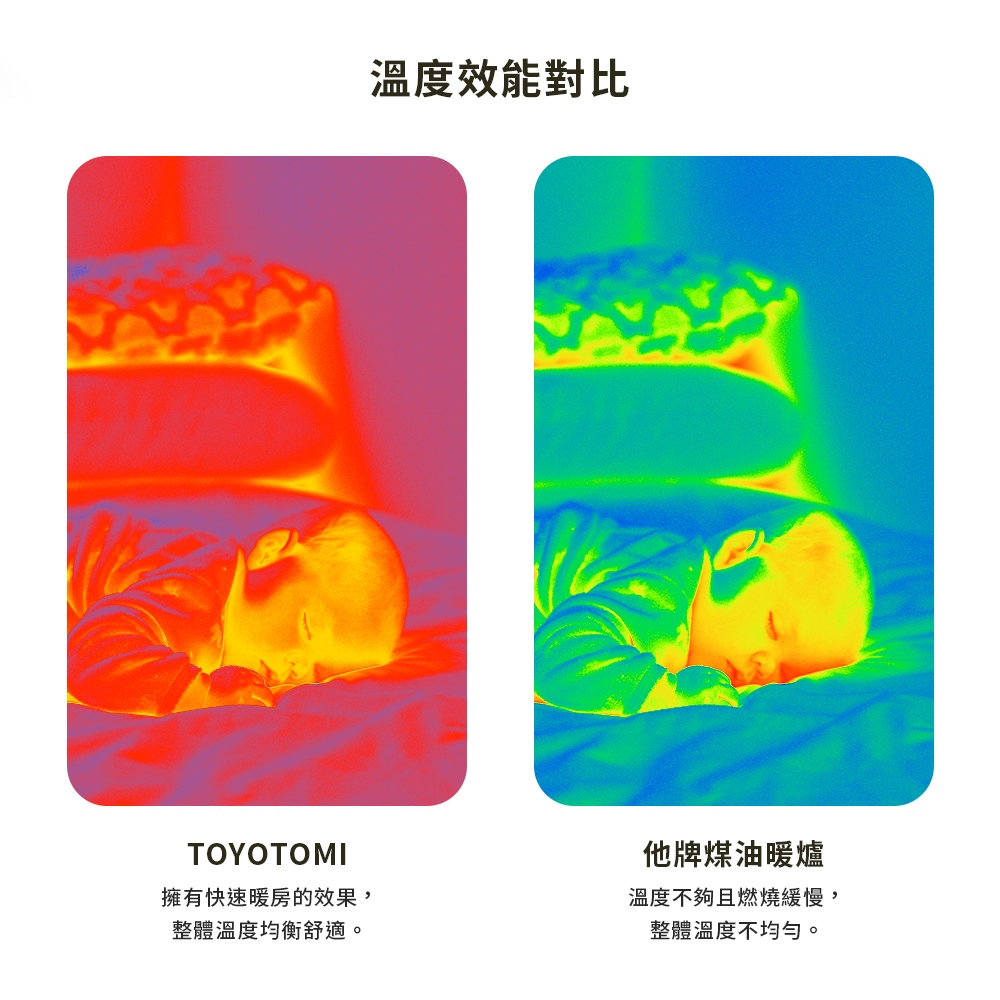 溫度效能對比
TOYOTOMI
擁有快速暖房的效果，
整體溫度均衡舒適。
他牌煤油暖爐
溫度不夠且燃燒緩慢，
整體溫度不均勻。